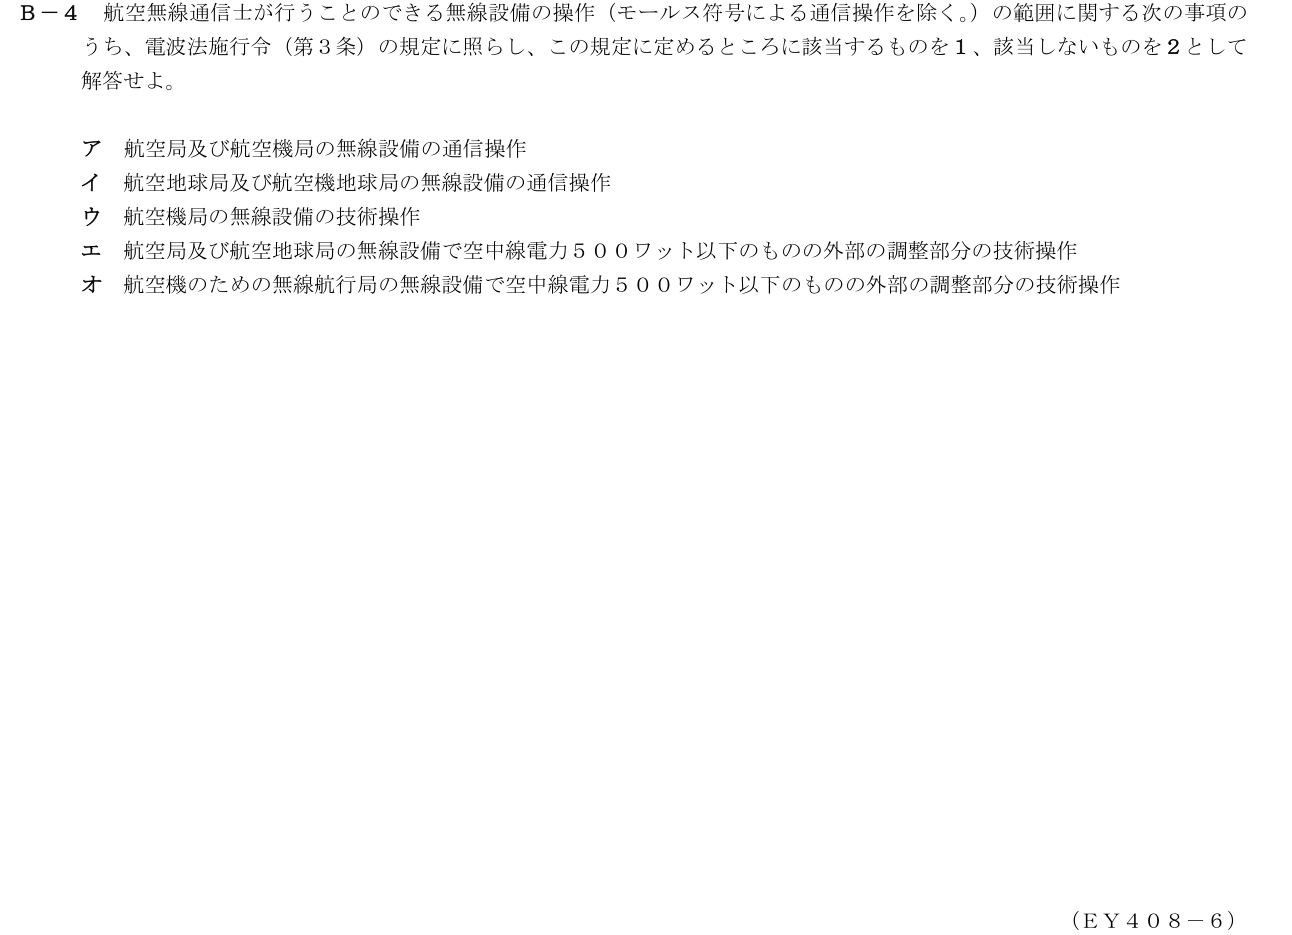 Ｂ－４　航空無線通信士が行うことのできる無線設備の操作（モールス符号による通信操作を除く。）の範囲に関する次の事項の
うち、電波法施行令（第３条）の規定に照らし、この規定に定めるところに該当するものを１、該当しないものを２として
解答せよ。
ア　航空局及び航空機局の無線設備の通信操作
イ　航空地球局及び航空機地球局の無線設備の通信操作
ウ　航空機局の無線設備の技術操作
エ　航空局及び航空地球局の無線設備で空中線電力５００ワット以下のものの外部の調整部分の技術操作
オ　航空機のための無線航行局の無線設備で空中線電力５００ワット以下のものの外部の調整部分の技術操作
（ＥＹ４０８－６）